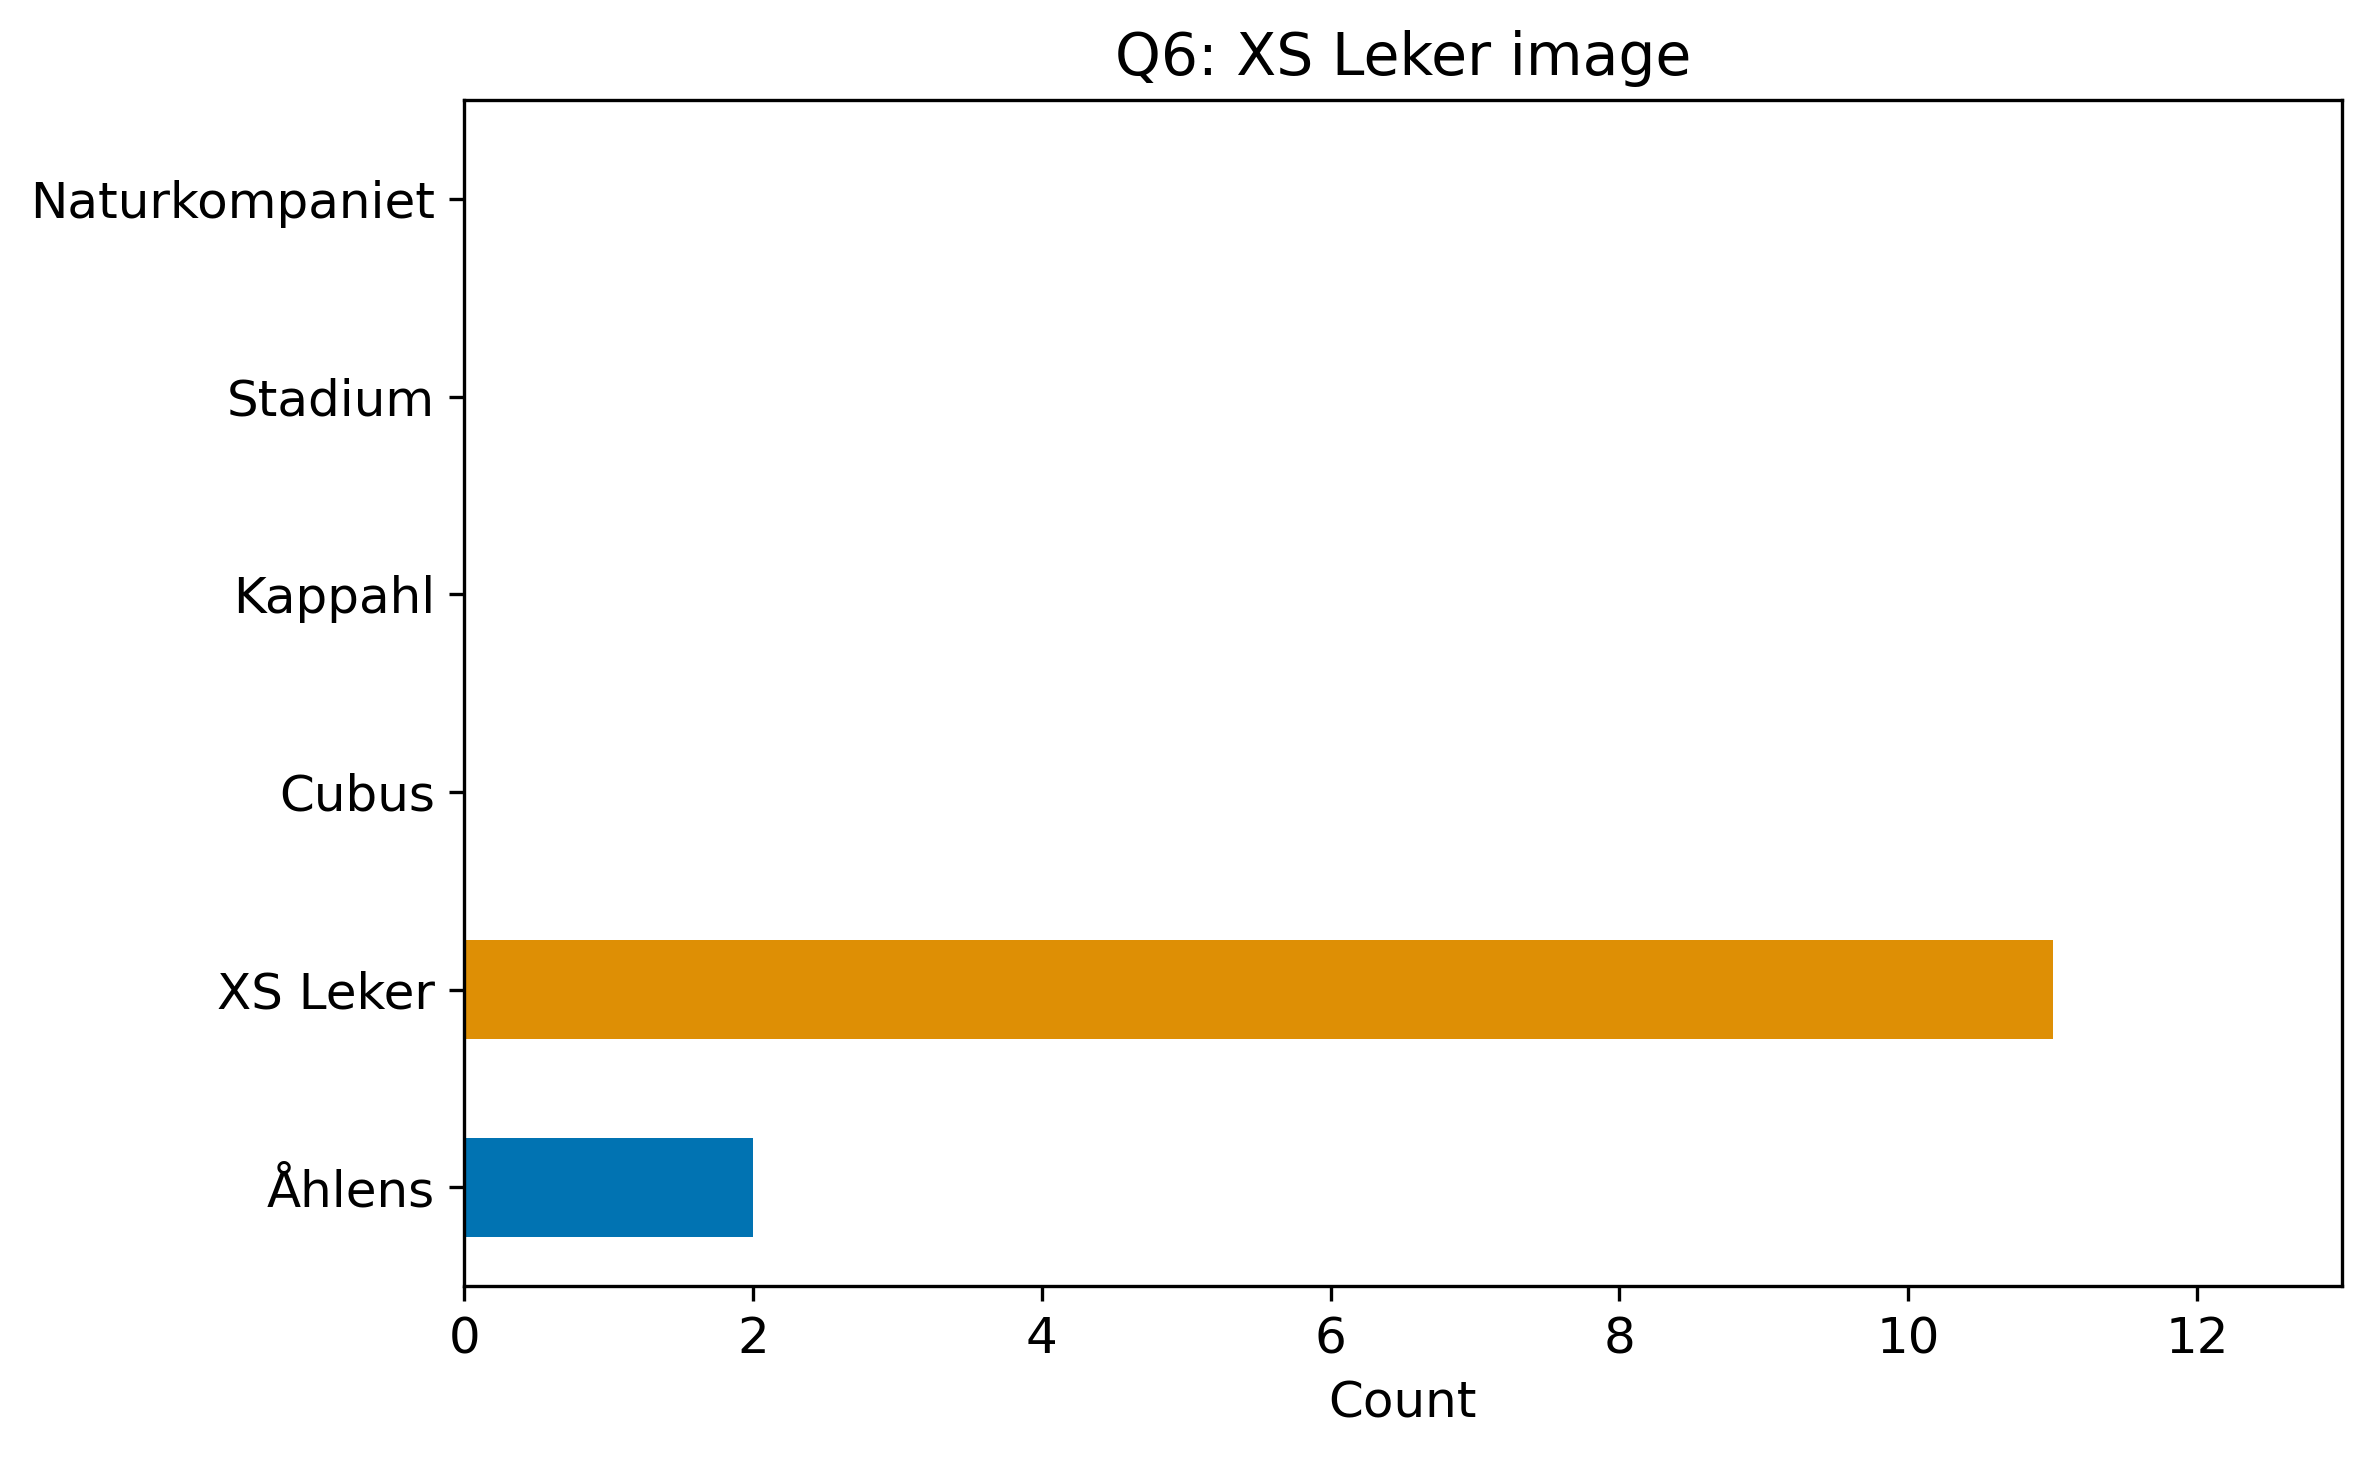 Q6: XS Leker image
Naturkompaniet
Stadium
Kappahl
Cubus
XS Leker
Åhlens
0 2 4 6 8 10 12
Count